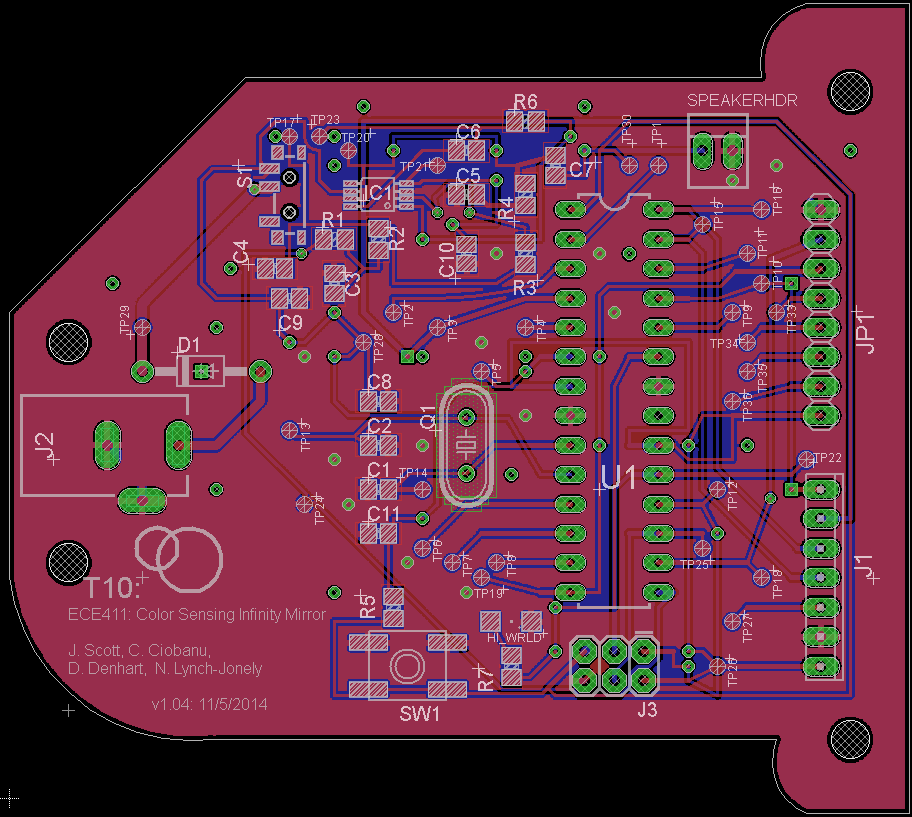 SPEAKERHDR
R6
TP17
TP23
TP20
C6
TP30
JP1
TP21
C7
S1
IC1
C5
R4
TP15
TP16
R1
R2
C4
C10
TP11
C3
R3
TP10
C9
TP29
TP2
TP3
TP4
TP9
TP33
JP1
TP28
TP34
D1
TP5
TP35
C8
TP36
Q1
J2
TP13
C2
TP22
C1
TP14
U1
TP12
TP24
C11
TP6
TP7
TP8
TP25
J1
TP19
TP18
T10:
R5
ECE411: Color Sensing Infinity Mirror
TP27
HI_WRLD
J. Scott, C. Ciobanu,
D. Denhart, N. Lynch-Jonely
R7
TP26
v1.04: 11/5/2014
SW1
J3